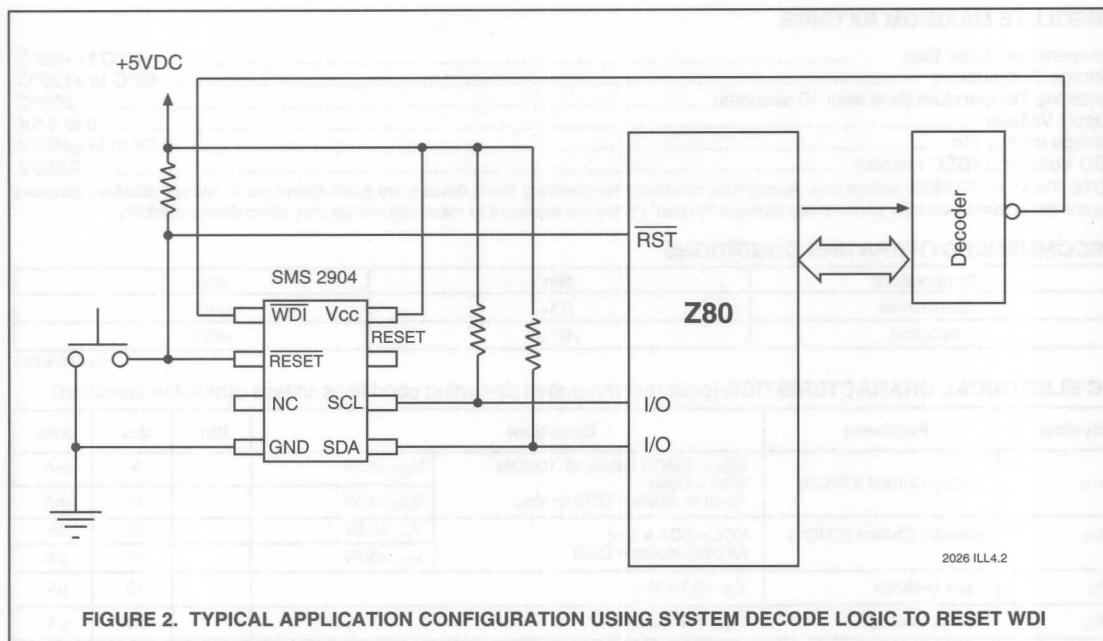 +5VDC
SMS 2904
WDI Vcc
RESET
RESET
NC SCL
GND SDA
RST
Z80
I/O
I/O
Decoder
2026 ILL4.2
FIGURE 2. TYPICAL APPLICATION CONFIGURATION USING SYSTEM DECODE LOGIC TO RESET WDI